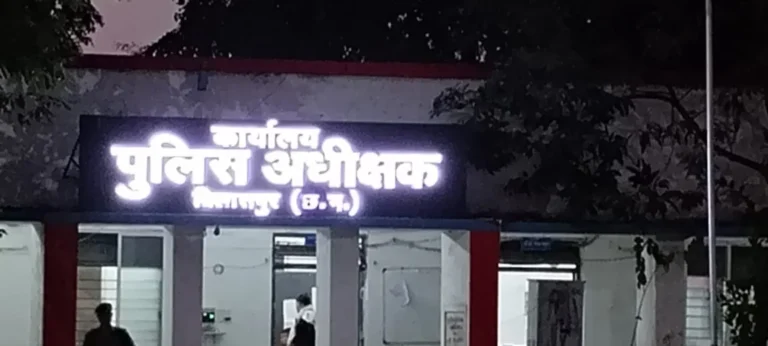 कार्यालय
पुलिस अधीक्षक
बिलासपुर (छ.ग.)